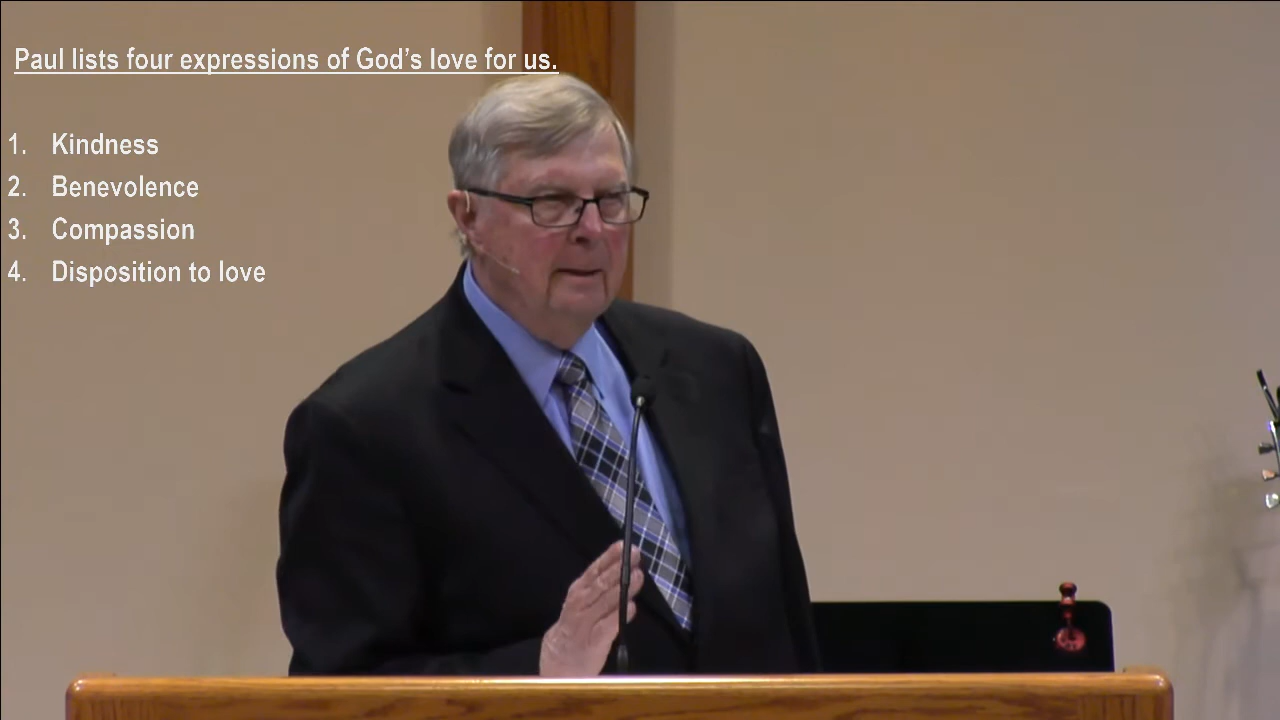 Paul lists four expressions of God’s love for us.
1. Kindness
2. Benevolence
3. Compassion
4. Disposition to love